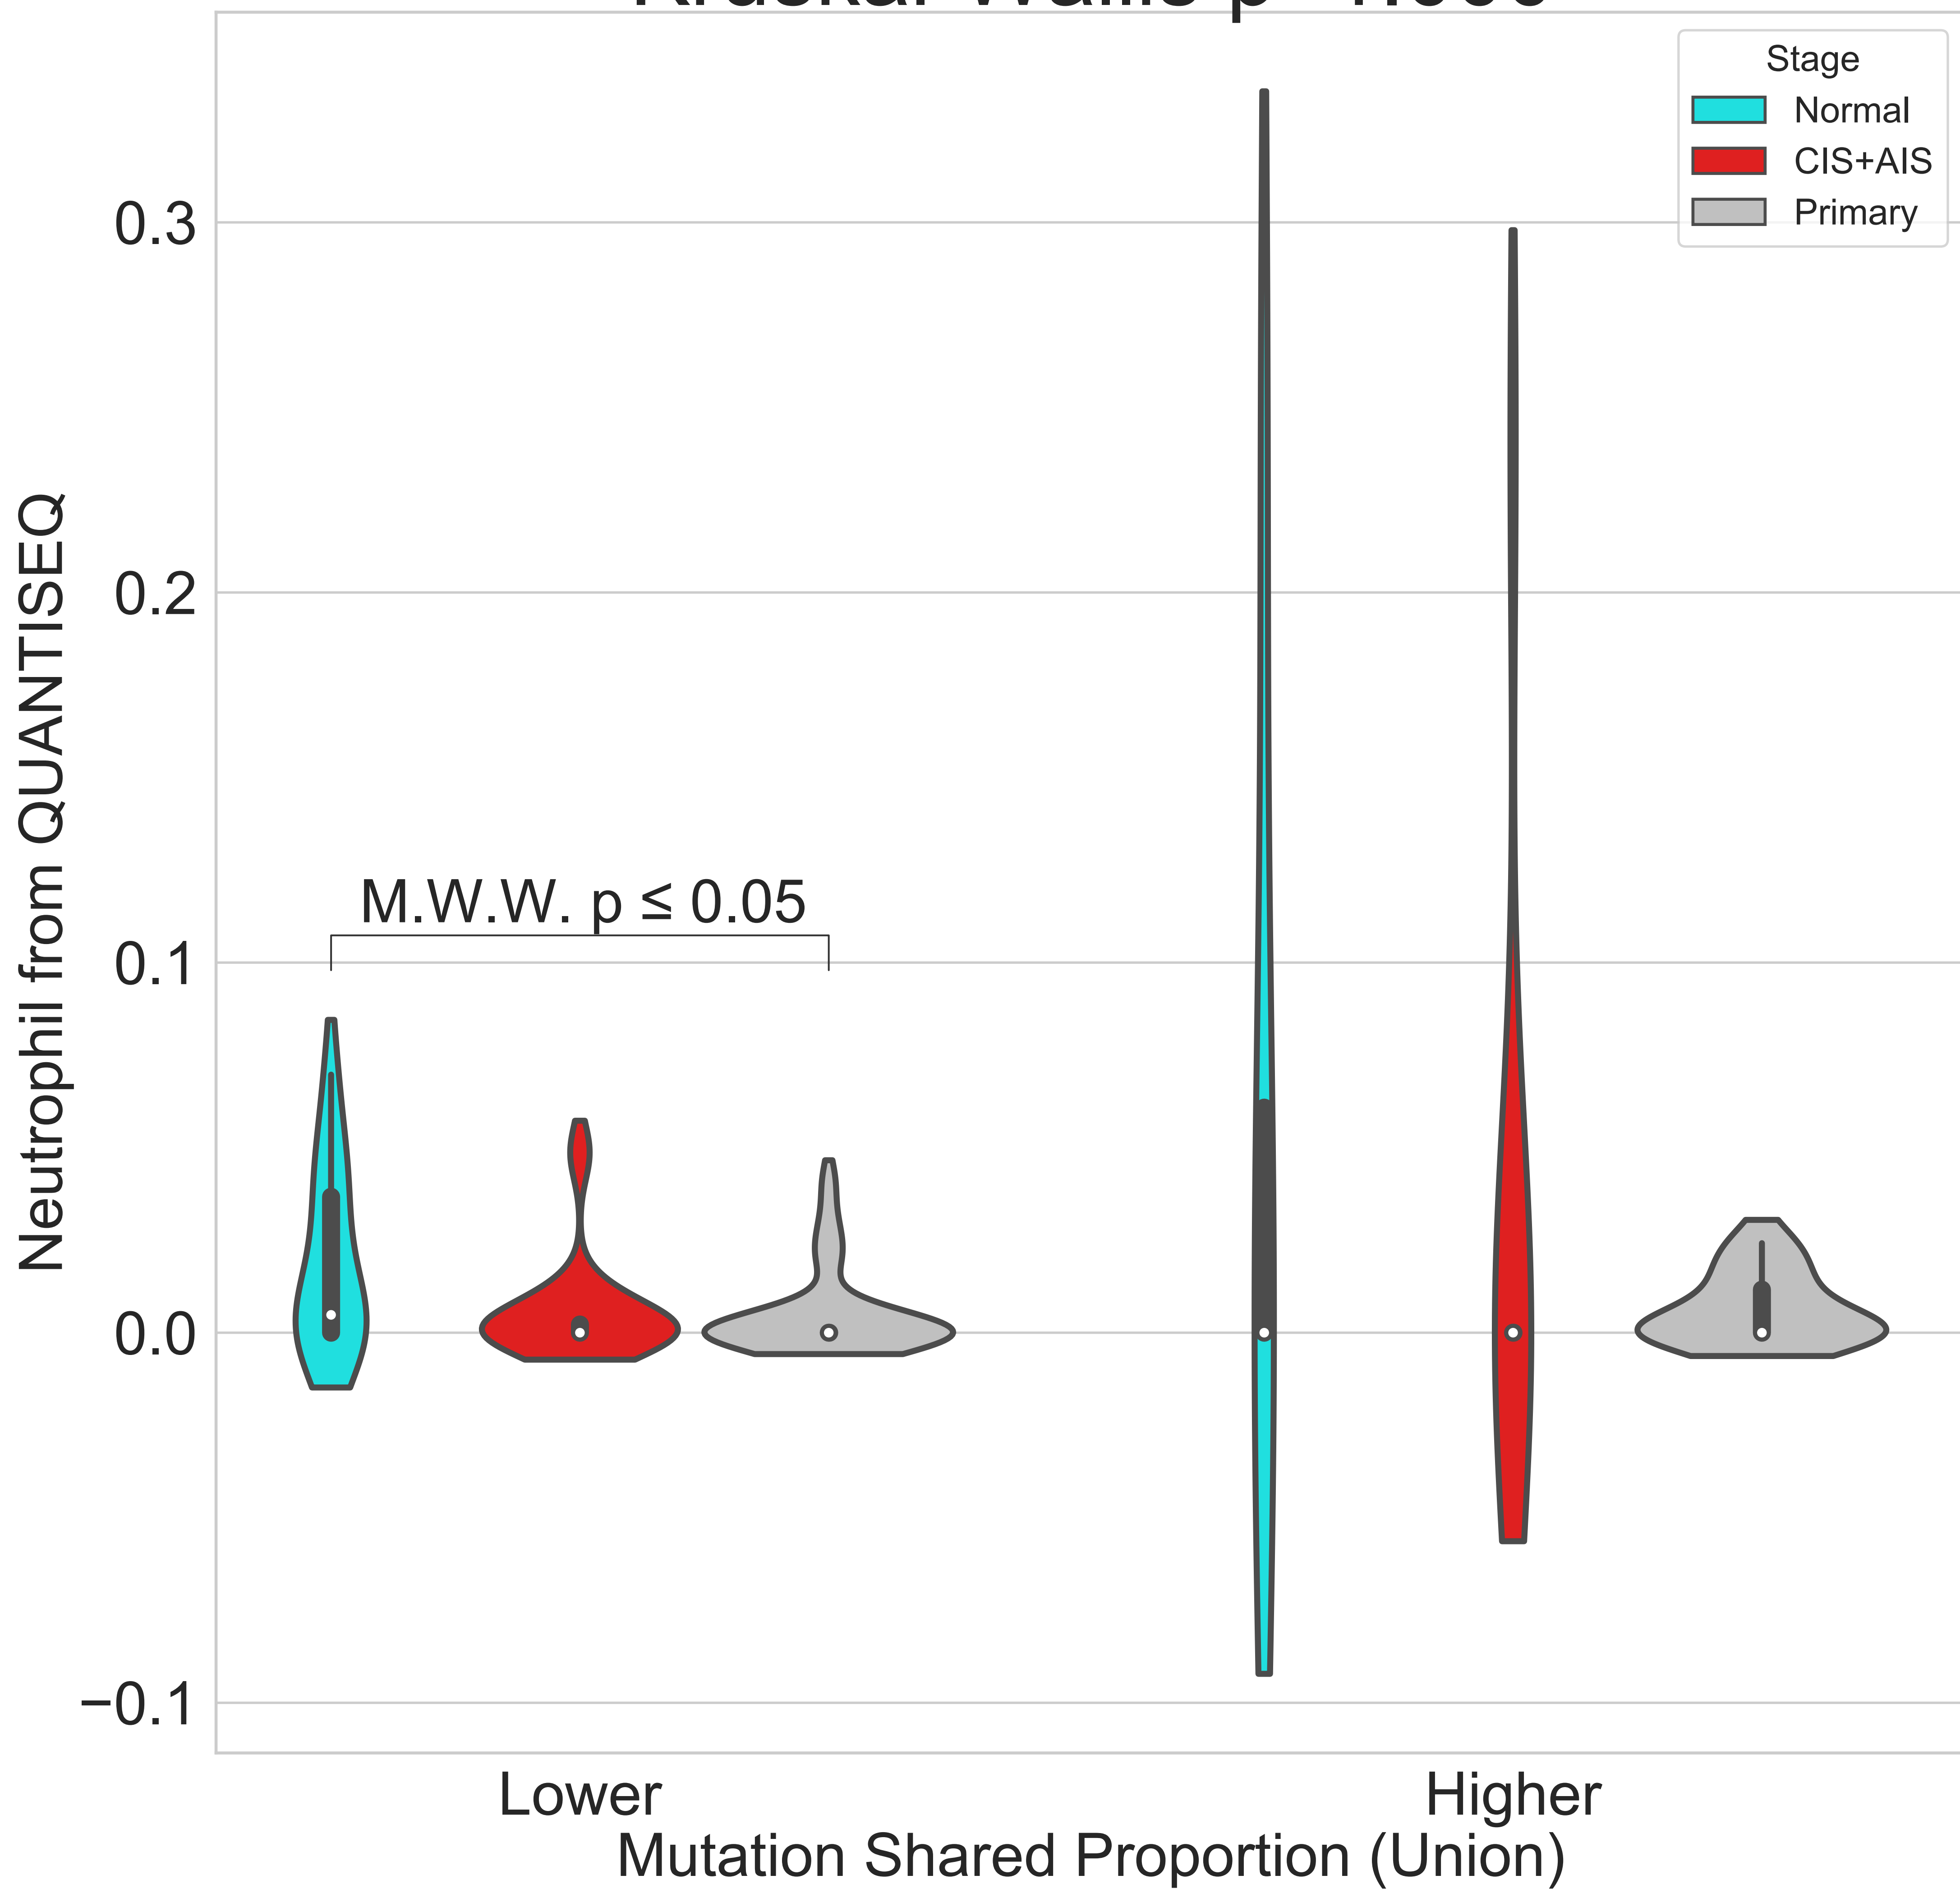 Stage
Normal
CIS+AIS
Primary
0.3
0.2
0.1
0.0
−0.1
Neutrophil from QUANTISEQ
M.W.W. p ≤ 0.05
Lower
Higher
Mutation Shared Proportion (Union)